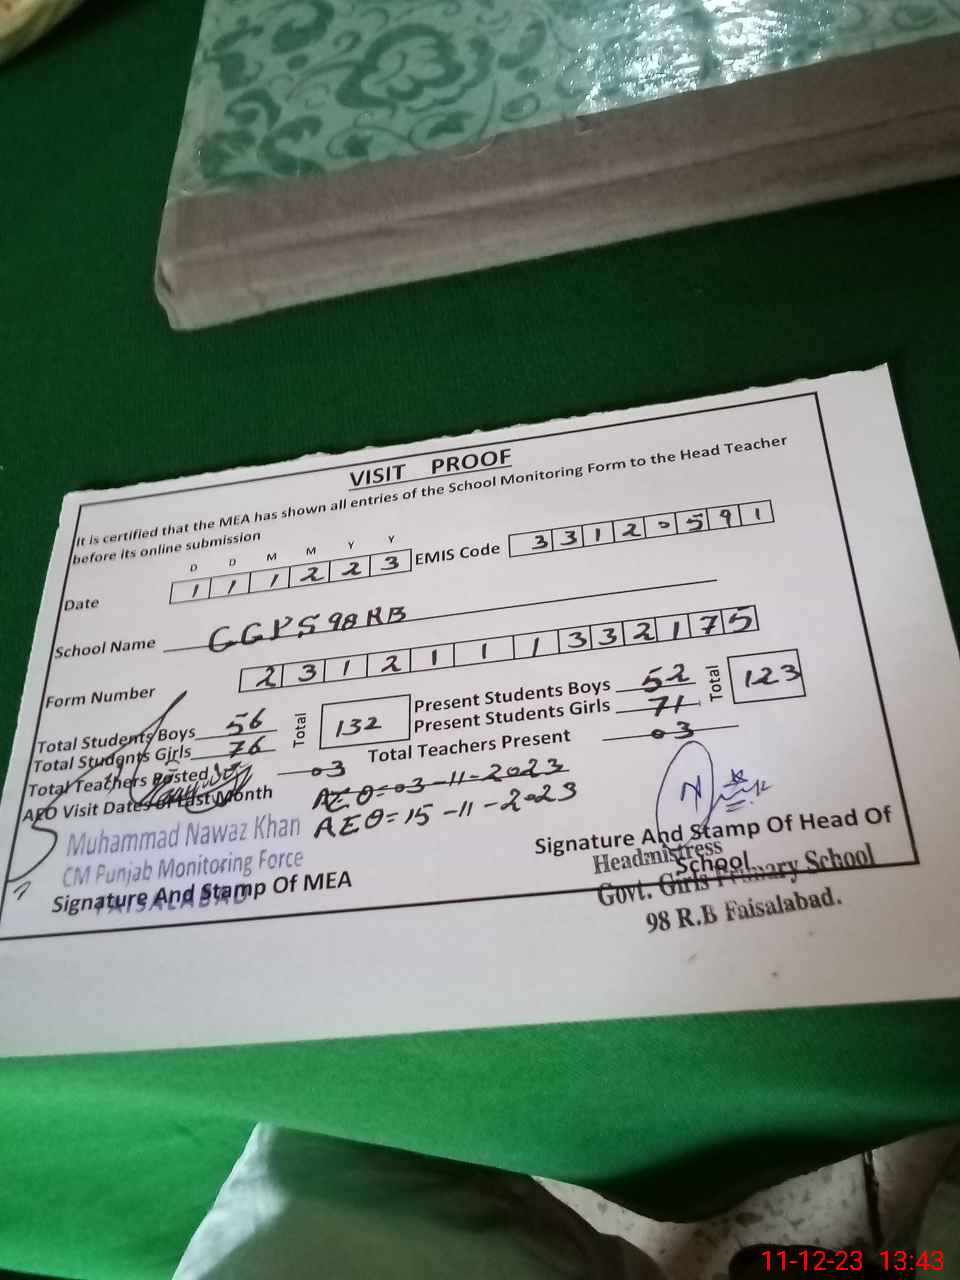 VISIT PROOF
It is certified that the MEA has shown all entries of the School Monitoring Form to the Head Teacher
before its online submission
D D M M Y Y
Date 1 1 1 2 2 3 EMIS Code 3 3 1 2 0 5 9 1
School Name GGPS 98 RB
Form Number 2 3 1 2 1 1 1 3 3 2 1 7 5
Total Students Boys 56 Total 132 Present Students Boys 52 Total 123
Total Students Girls 76 Present Students Girls 71
Total Teachers Posted 03 Total Teachers Present 03
AEO Visit Dates of Last Month AEO=03-11-2023
AEO=15-11-2023
Muhammad Nawaz Khan
CM Punjab Monitoring Force
FAISALABAD
Signature And Stamp Of MEA
Signature And Stamp Of Head Of
School
Headmistress
Govt. Girls Primary School
98 R.B Faisalabad.
11-12-23 13:43